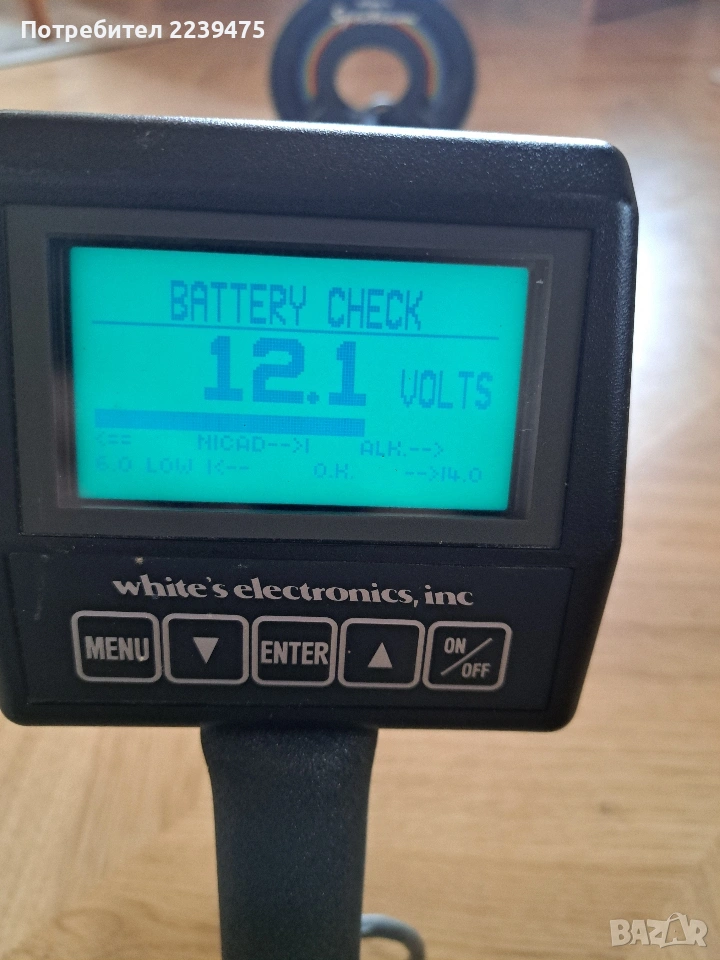 Потребител 2239475
BATTERY CHECK
12.1 VOLTS
<== NICAD-->| ALK.-->
6.0 LOW |<-- O.K. -->14.0
white's electronics, inc
MENU ▼ ENTER ▲ ON/OFF
BAZAR